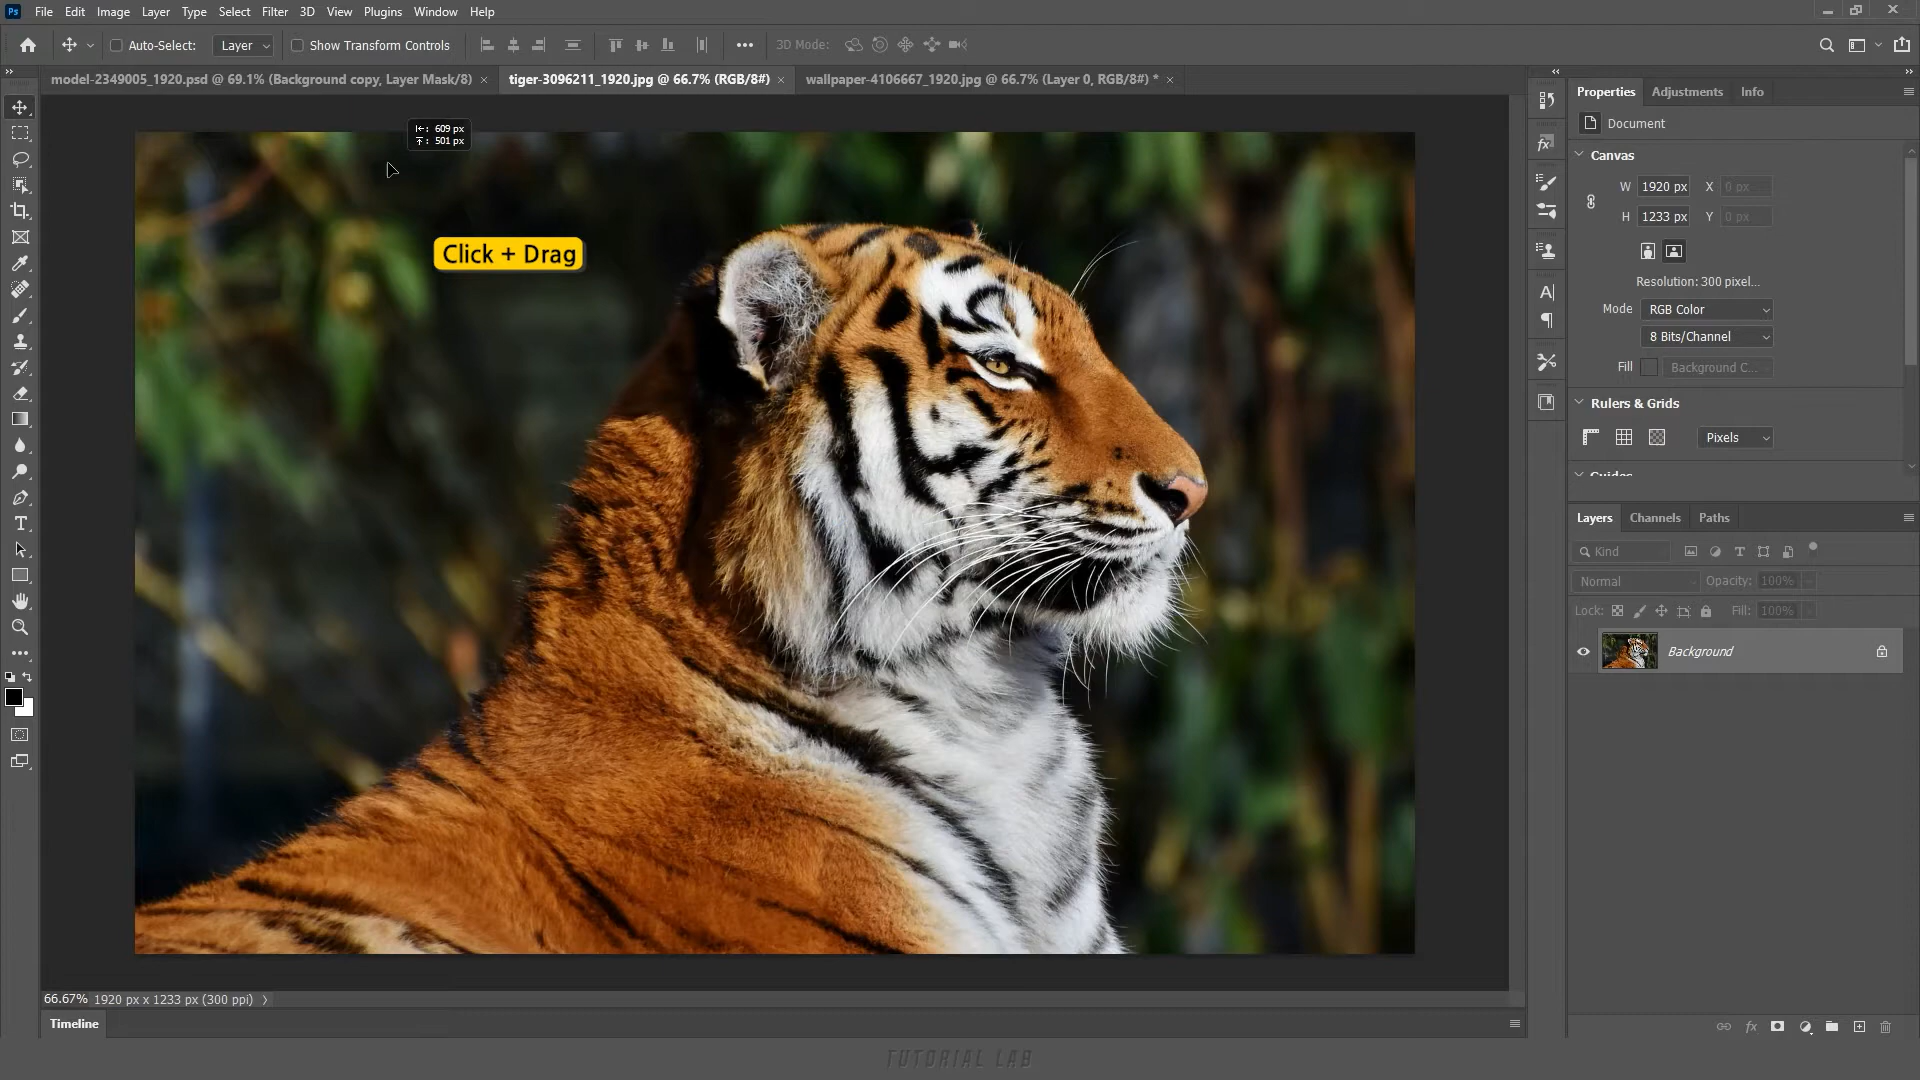 Ps File Edit Image Layer Type Select Filter 3D View Plugins Window Help
Auto-Select: Layer Show Transform Controls 3D Mode:
model-2349005_1920.psd @ 69.1% (Background copy, Layer Mask/8) × tiger-3096211_1920.jpg @ 66.7% (RGB/8#) × wallpaper-4106667_1920.jpg @ 66.7% (Layer 0, RGB/8#) * ×
Properties Adjustments Info
Document
609 px
501 px
Canvas
W 1920 px X 0 px
H 1233 px Y 0 px
Click + Drag
Resolution: 300 pixel...
Mode RGB Color
8 Bits/Channel
Fill Background C...
Rulers & Grids
Pixels
Guides
Layers Channels Paths
Kind
Normal Opacity: 100%
Lock: Fill: 100%
Background
66.67% 1920 px x 1233 px (300 ppi)
Timeline
TUTORIAL LAB